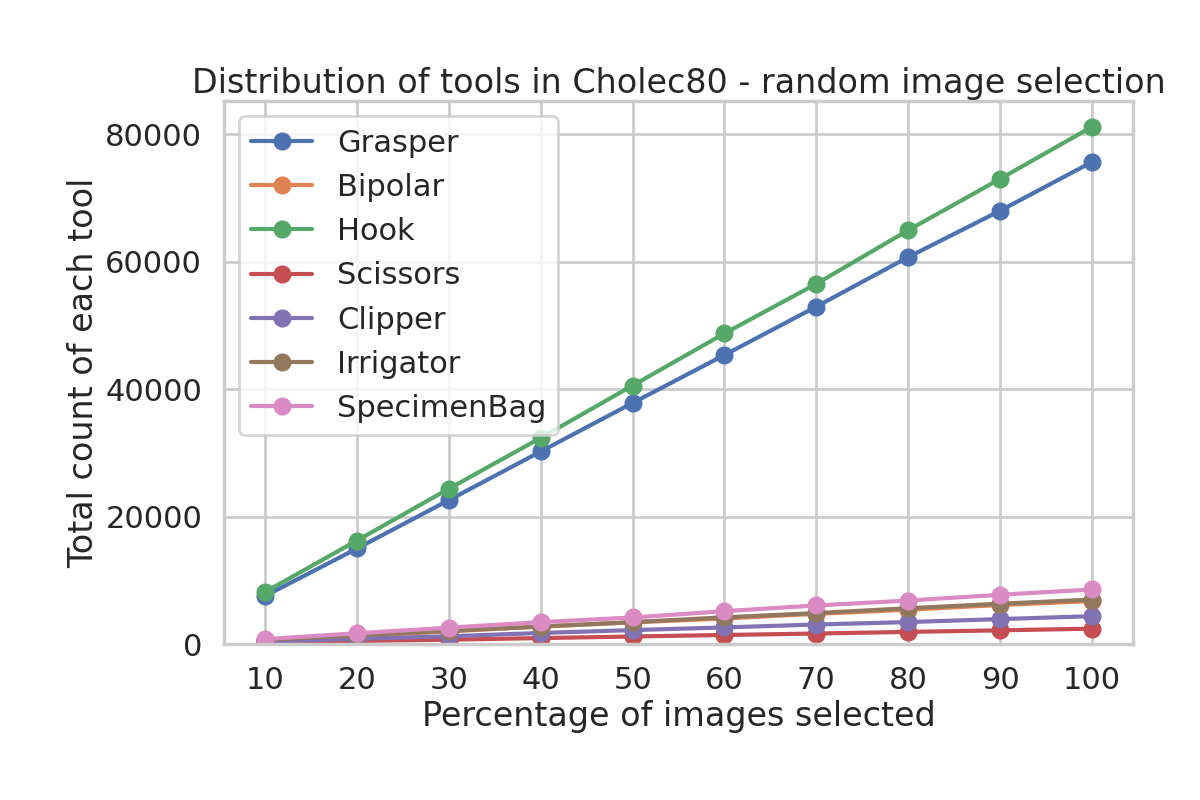 Distribution of tools in Cholec80 - random image selection
Total count of each tool
80000
60000
40000
20000
0
Grasper
Bipolar
Hook
Scissors
Clipper
Irrigator
SpecimenBag
10 20 30 40 50 60 70 80 90 100
Percentage of images selected